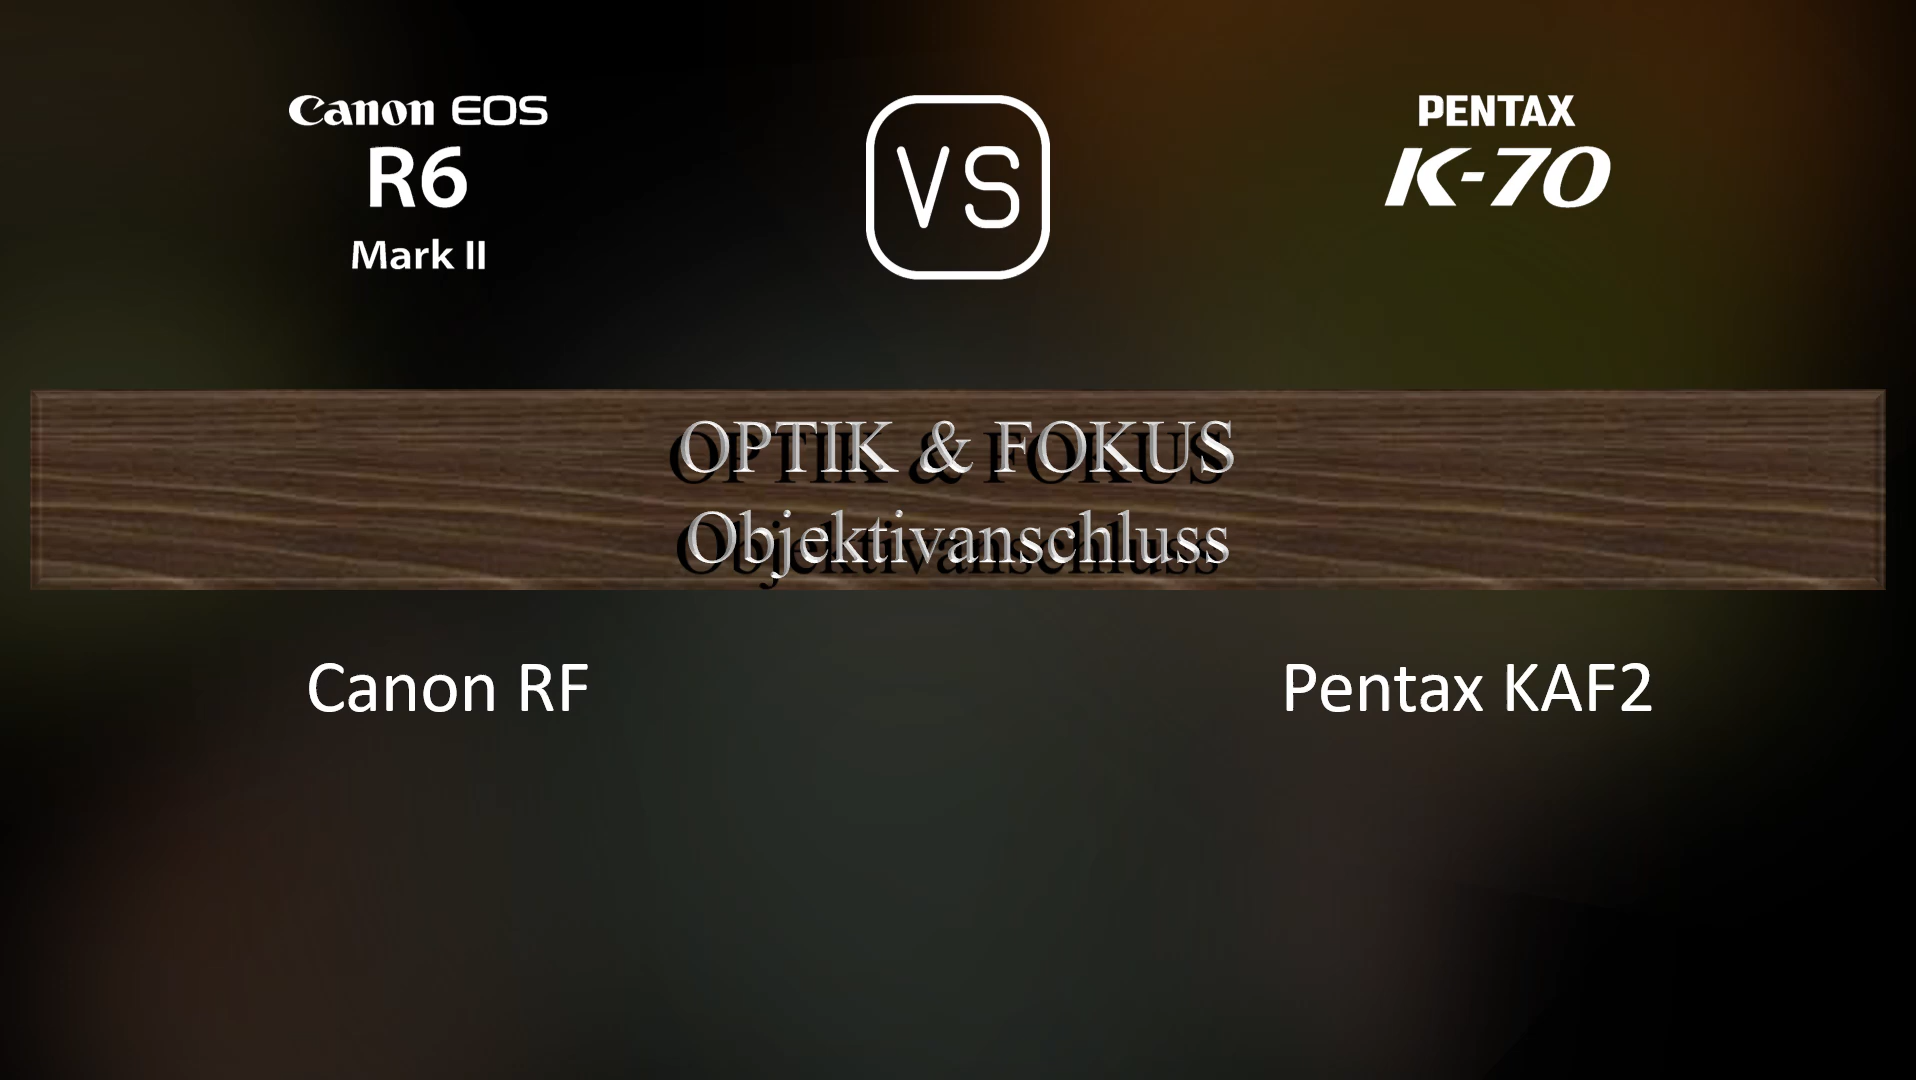 Canon EOS
R6
Mark II
VS
PENTAX
K-70
OPTIK & FOKUS
Objektivanschluss
Canon RF
Pentax KAF2